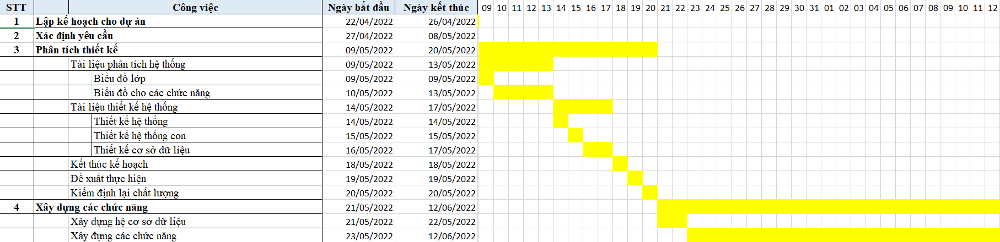 STT Công việc Ngày bắt đầu Ngày kết thúc 09 10 11 12 13 14 15 16 17 18 19 20 21 22 23 24 25 26 27 28 29 30 31 01 02 03 04 05 06 07 08 09 10 11 12
1 Lập kế hoạch cho dự án 22/04/2022 26/04/2022
2 Xác định yêu cầu 27/04/2022 08/05/2022
3 Phân tích thiết kế 09/05/2022 20/05/2022
Tài liệu phân tích hệ thống 09/05/2022 13/05/2022
Biểu đồ lớp 09/05/2022 09/05/2022
Biểu đồ cho các chức năng 10/05/2022 13/05/2022
Tài liệu thiết kế hệ thống 14/05/2022 17/05/2022
Thiết kế hệ thống 14/05/2022 14/05/2022
Thiết kế hệ thống con 15/05/2022 15/05/2022
Thiết kế cơ sở dữ liệu 16/05/2022 17/05/2022
Kết thúc kế hoạch 18/05/2022 18/05/2022
Đề xuất thực hiện 19/05/2022 19/05/2022
Kiểm định lại chất lượng 20/05/2022 20/05/2022
4 Xây dựng các chức năng 21/05/2022 12/06/2022
Xây dựng hệ cơ sở dữ liệu 21/05/2022 22/05/2022
Xây đựng các chức năng 23/05/2022 12/06/2022